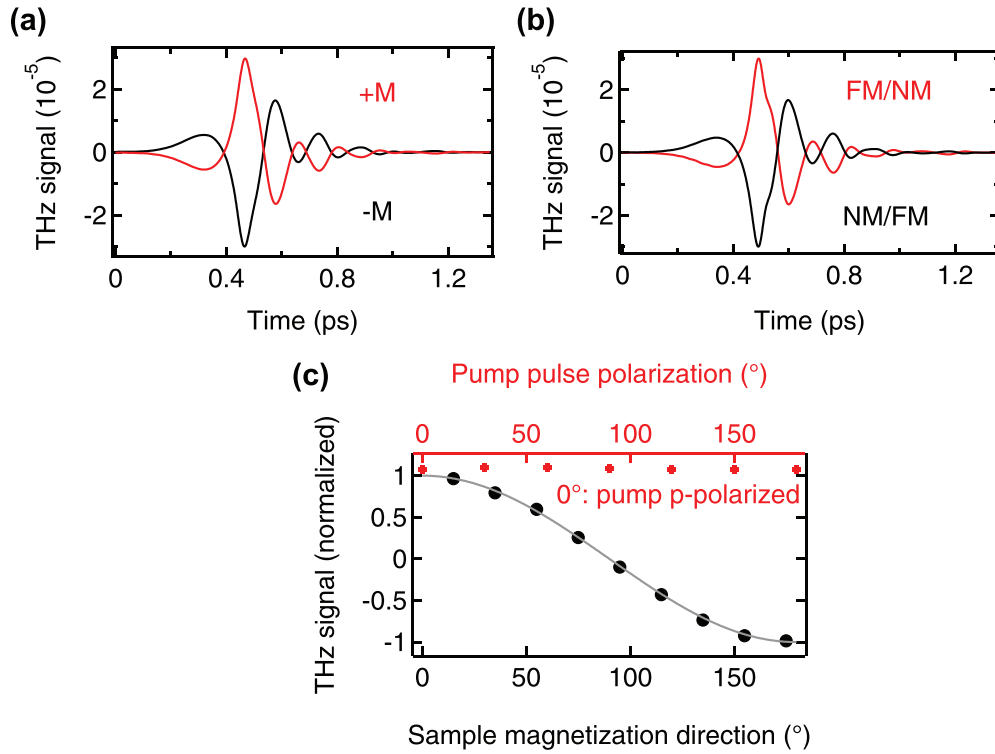 (a)
THz signal (10⁻⁵)
2
0
-2
+M
-M
0 0.4 0.8 1.2
Time (ps)
(b)
THz signal (10⁻⁵)
2
0
-2
FM/NM
NM/FM
0 0.4 0.8 1.2
Time (ps)
(c)
Pump pulse polarization (°)
0 50 100 150
THz signal (normalized)
1
0.5
0
-0.5
-1
0°: pump p-polarized
0 50 100 150
Sample magnetization direction (°)